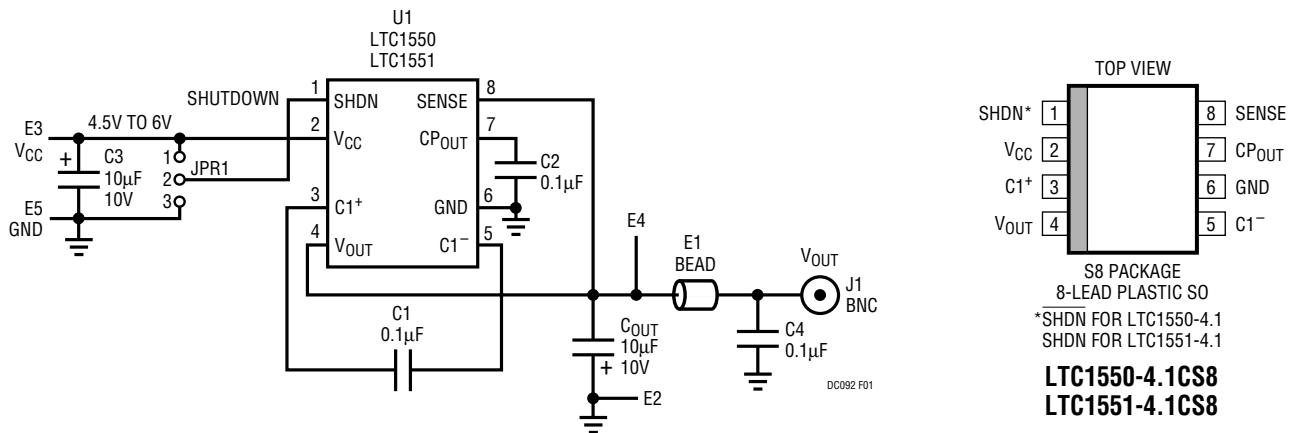 U1
LTC1550
LTC1551
SHUTDOWN
1 SHDN
SENSE 8
E3
VCC
4.5V TO 6V
2 VCC
CPOUT 7
+ C3
10µF
10V
1
2
3
JPR1
C2
0.1µF
3 C1+
GND 6
E5
GND
4 VOUT
C1− 5
E4
E1
BEAD
VOUT
J1
BNC
C1
0.1µF
COUT
10µF
+ 10V
C4
0.1µF
E2
DC092 F01
TOP VIEW
SHDN* 1
8 SENSE
VCC 2
7 CPOUT
C1+ 3
6 GND
VOUT 4
5 C1−
S8 PACKAGE
8-LEAD PLASTIC SO
*S̅H̅D̅N̅ FOR LTC1550-4.1
SHDN FOR LTC1551-4.1
LTC1550-4.1CS8
LTC1551-4.1CS8